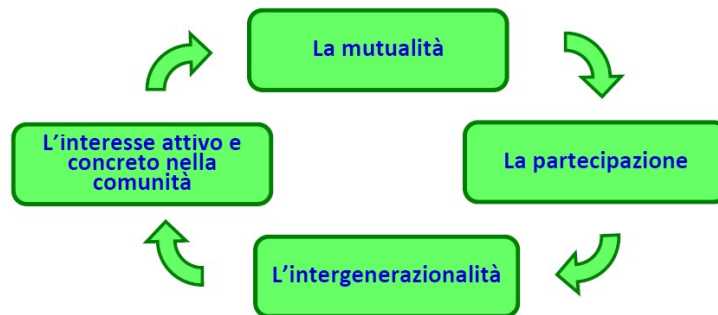 La mutualità
L'interesse attivo e
concreto nella
comunità
La partecipazione
L'intergenerazionalità